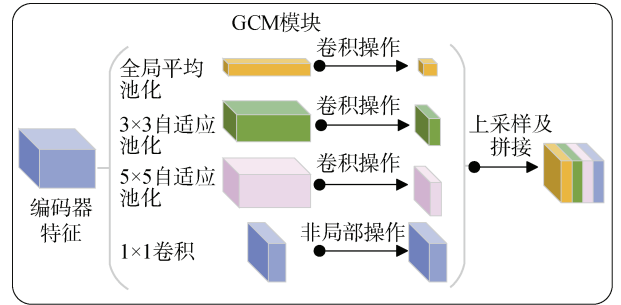 GCM模块
全局平均
池化
卷积操作
3×3自适应
池化
卷积操作
5×5自适应
池化
卷积操作
1×1卷积
非局部操作
编码器
特征
上采样及
拼接